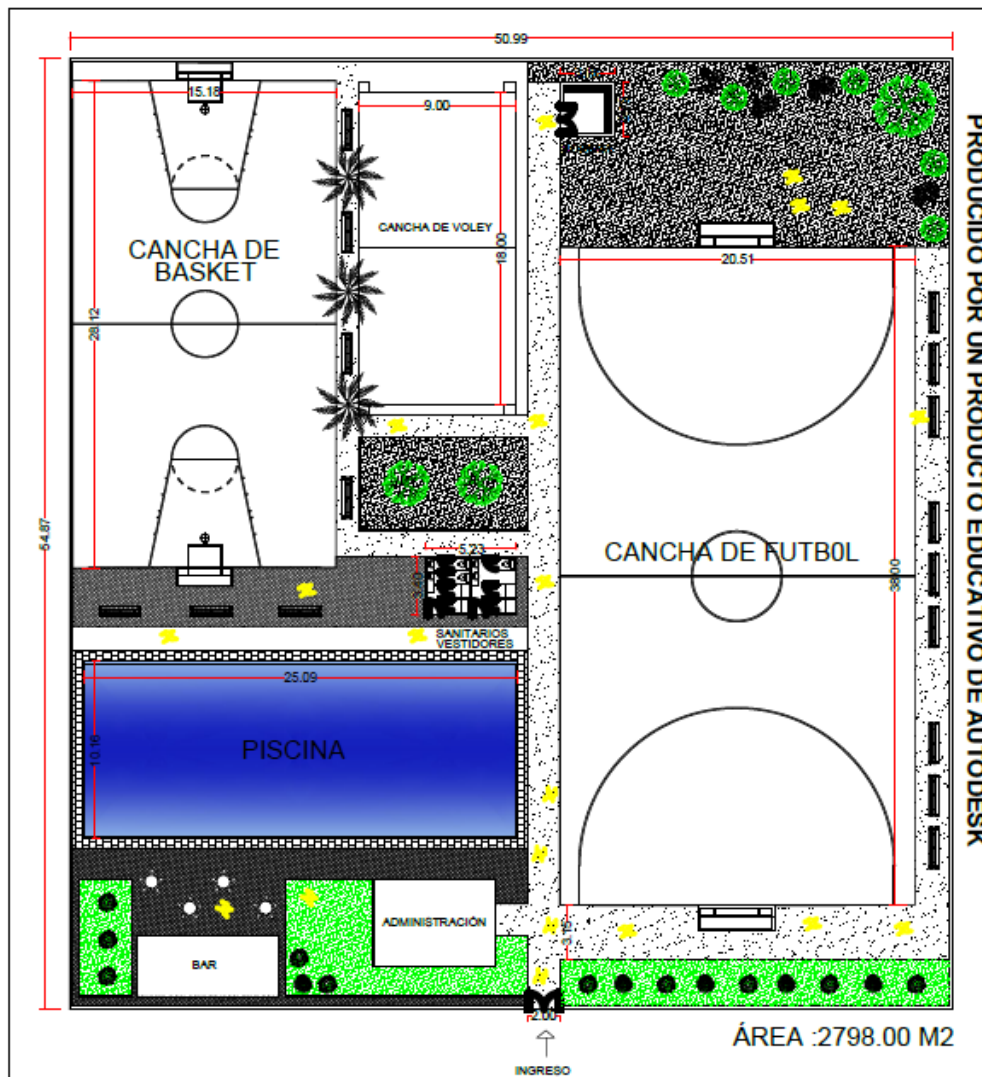 50.99
15.18
9.00
CANCHA DE VOLEY
CANCHA DE
BASKET
18.00
20.51
28.12
54.87
5.23
CANCHA DE FUTB0L
38.00
SANITARIOS
VESTIDORES
25.09
PISCINA
10.16
ADMINISTRACIÓN
BAR
3.15
2.00
ÁREA :2798.00 M2
INGRESO
PRODUCIDO POR UN PRODUCTO EDUCATIVO DE AUTODESK